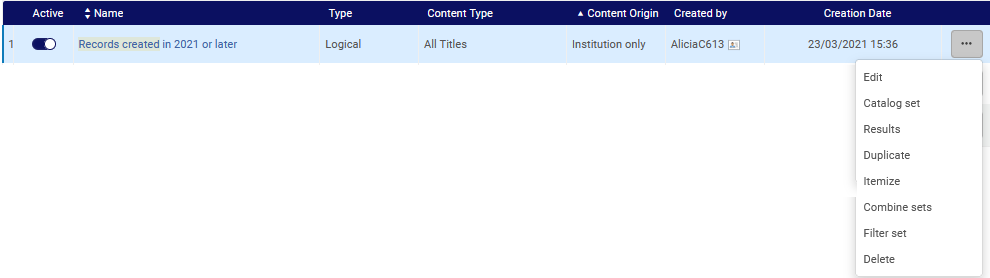 Active Name Type Content Type Content Origin Created by Creation Date
1 Records created in 2021 or later Logical All Titles Institution only AliciaC613 23/03/2021 15:36
Edit
Catalog set
Results
Duplicate
Itemize
Combine sets
Filter set
Delete